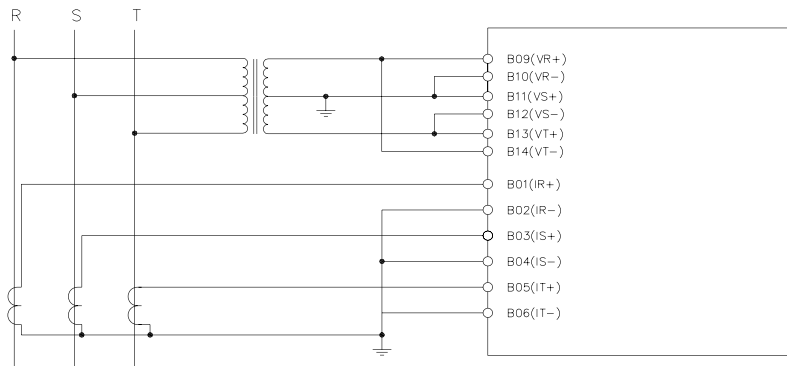 R S T
B09(VR+)
B10(VR−)
B11(VS+)
B12(VS−)
B13(VT+)
B14(VT−)
B01(IR+)
B02(IR−)
B03(IS+)
B04(IS−)
B05(IT+)
B06(IT−)